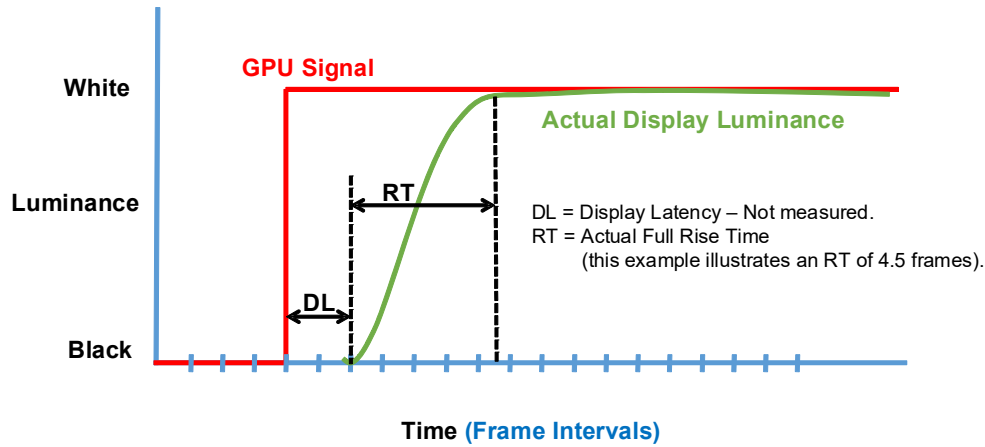 GPU Signal
White
Actual Display Luminance
RT
Luminance
DL = Display Latency – Not measured.
RT = Actual Full Rise Time
(this example illustrates an RT of 4.5 frames).
DL
Black
Time (Frame Intervals)